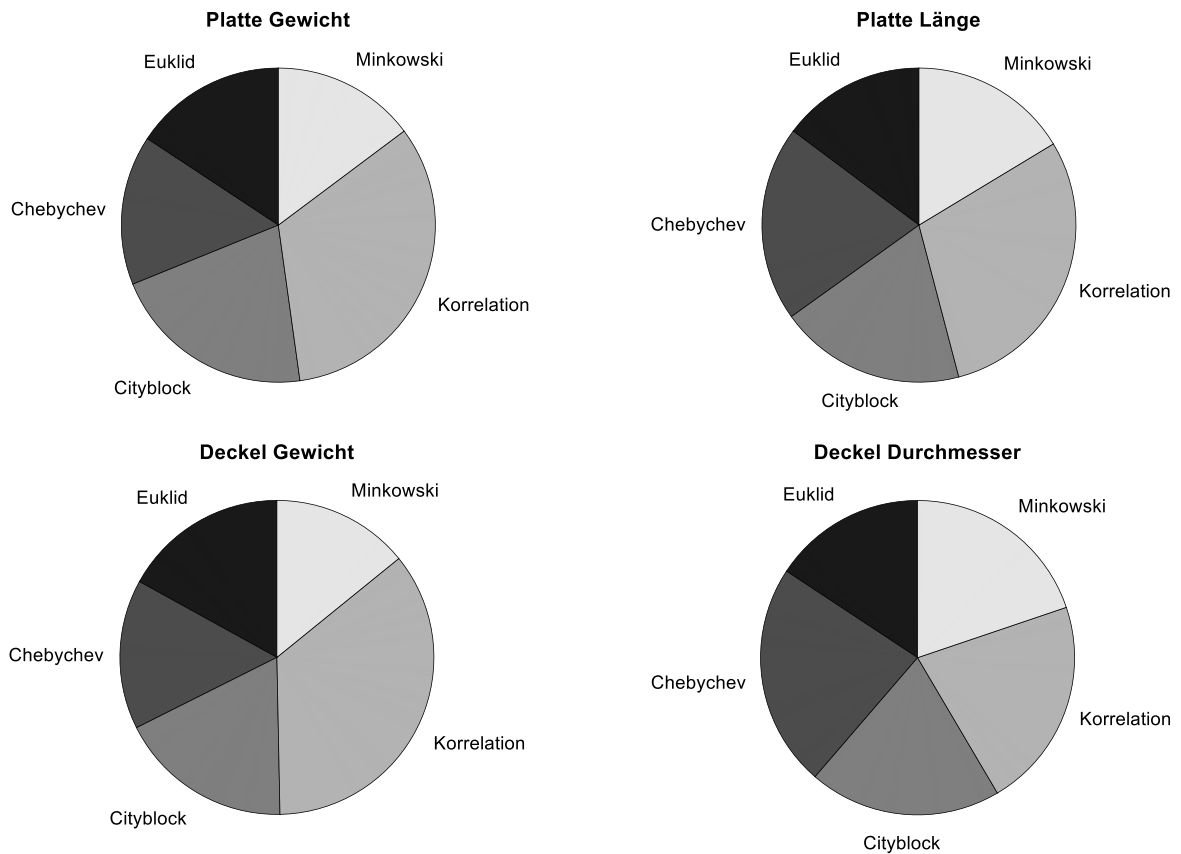 Platte Gewicht
Euklid
Minkowski
Chebychev
Korrelation
Cityblock
Platte Länge
Euklid
Minkowski
Chebychev
Korrelation
Cityblock
Deckel Gewicht
Euklid
Minkowski
Chebychev
Korrelation
Cityblock
Deckel Durchmesser
Euklid
Minkowski
Chebychev
Korrelation
Cityblock